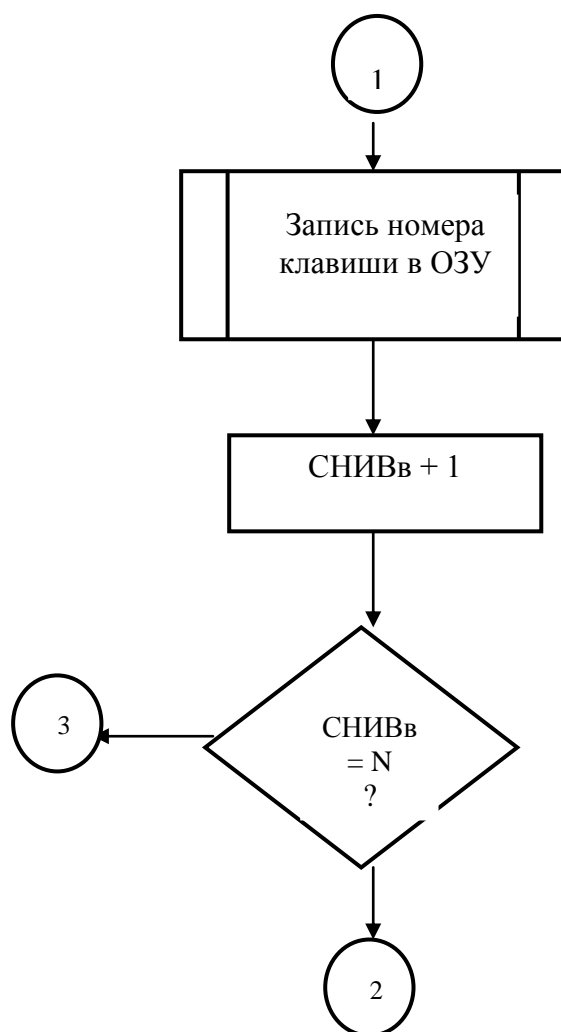 1
Запись номера
клавиши в ОЗУ
СНИВв + 1
3
СНИВв
= N
?
2